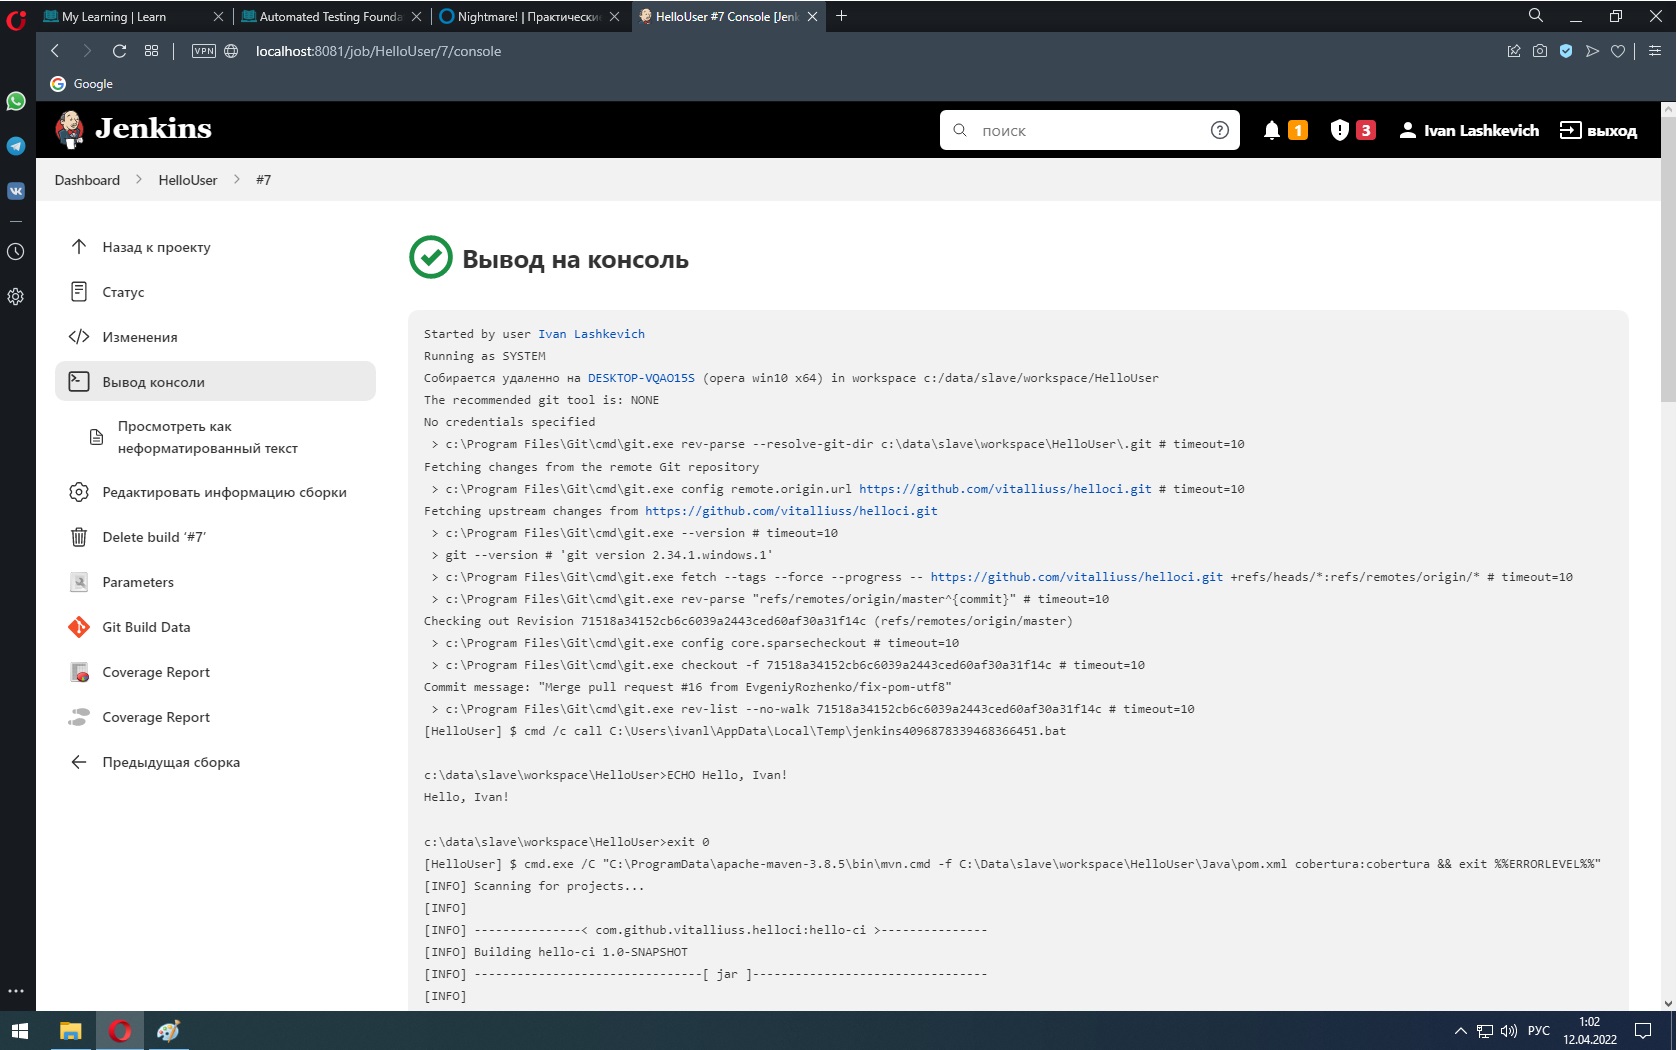 My Learning | Learn
Automated Testing Founda
Nightmare! | Практически
HelloUser #7 Console [Jenk
VPN
localhost:8081/job/HelloUser/7/console
Google
Jenkins
поиск
1
3
Ivan Lashkevich
выход
Dashboard
HelloUser
#7
Назад к проекту
Статус
Изменения
Вывод консоли
Просмотреть как
неформатированный текст
Редактировать информацию сборки
Delete build ‘#7’
Parameters
Git Build Data
Coverage Report
Coverage Report
Предыдущая сборка
Вывод на консоль
Started by user Ivan Lashkevich
Running as SYSTEM
Собирается удаленно на DESKTOP-VQAO15S (opera win10 x64) in workspace c:/data/slave/workspace/HelloUser
The recommended git tool is: NONE
No credentials specified
> c:\Program Files\Git\cmd\git.exe rev-parse --resolve-git-dir c:\data\slave\workspace\HelloUser\.git # timeout=10
Fetching changes from the remote Git repository
> c:\Program Files\Git\cmd\git.exe config remote.origin.url https://github.com/vitalliuss/helloci.git # timeout=10
Fetching upstream changes from https://github.com/vitalliuss/helloci.git
> c:\Program Files\Git\cmd\git.exe --version # timeout=10
> git --version # 'git version 2.34.1.windows.1'
> c:\Program Files\Git\cmd\git.exe fetch --tags --force --progress -- https://github.com/vitalliuss/helloci.git +refs/heads/*:refs/remotes/origin/* # timeout=10
> c:\Program Files\Git\cmd\git.exe rev-parse "refs/remotes/origin/master^{commit}" # timeout=10
Checking out Revision 71518a34152cb6c6039a2443ced60af30a31f14c (refs/remotes/origin/master)
> c:\Program Files\Git\cmd\git.exe config core.sparsecheckout # timeout=10
> c:\Program Files\Git\cmd\git.exe checkout -f 71518a34152cb6c6039a2443ced60af30a31f14c # timeout=10
Commit message: "Merge pull request #16 from EvgeniyRozhenko/fix-pom-utf8"
> c:\Program Files\Git\cmd\git.exe rev-list --no-walk 71518a34152cb6c6039a2443ced60af30a31f14c # timeout=10
[HelloUser] $ cmd /c call C:\Users\ivanl\AppData\Local\Temp\jenkins4096878339468366451.bat
c:\data\slave\workspace\HelloUser>ECHO Hello, Ivan!
Hello, Ivan!
c:\data\slave\workspace\HelloUser>exit 0
[HelloUser] $ cmd.exe /C "C:\ProgramData\apache-maven-3.8.5\bin\mvn.cmd -f C:\Data\slave\workspace\HelloUser\Java\pom.xml cobertura:cobertura && exit %%ERRORLEVEL%%"
[INFO] Scanning for projects...
[INFO]
[INFO] ---------------< com.github.vitalliuss.helloci:hello-ci >---------------
[INFO] Building hello-ci 1.0-SNAPSHOT
[INFO] --------------------------------[ jar ]---------------------------------
[INFO]
РУС
1:02
12.04.2022